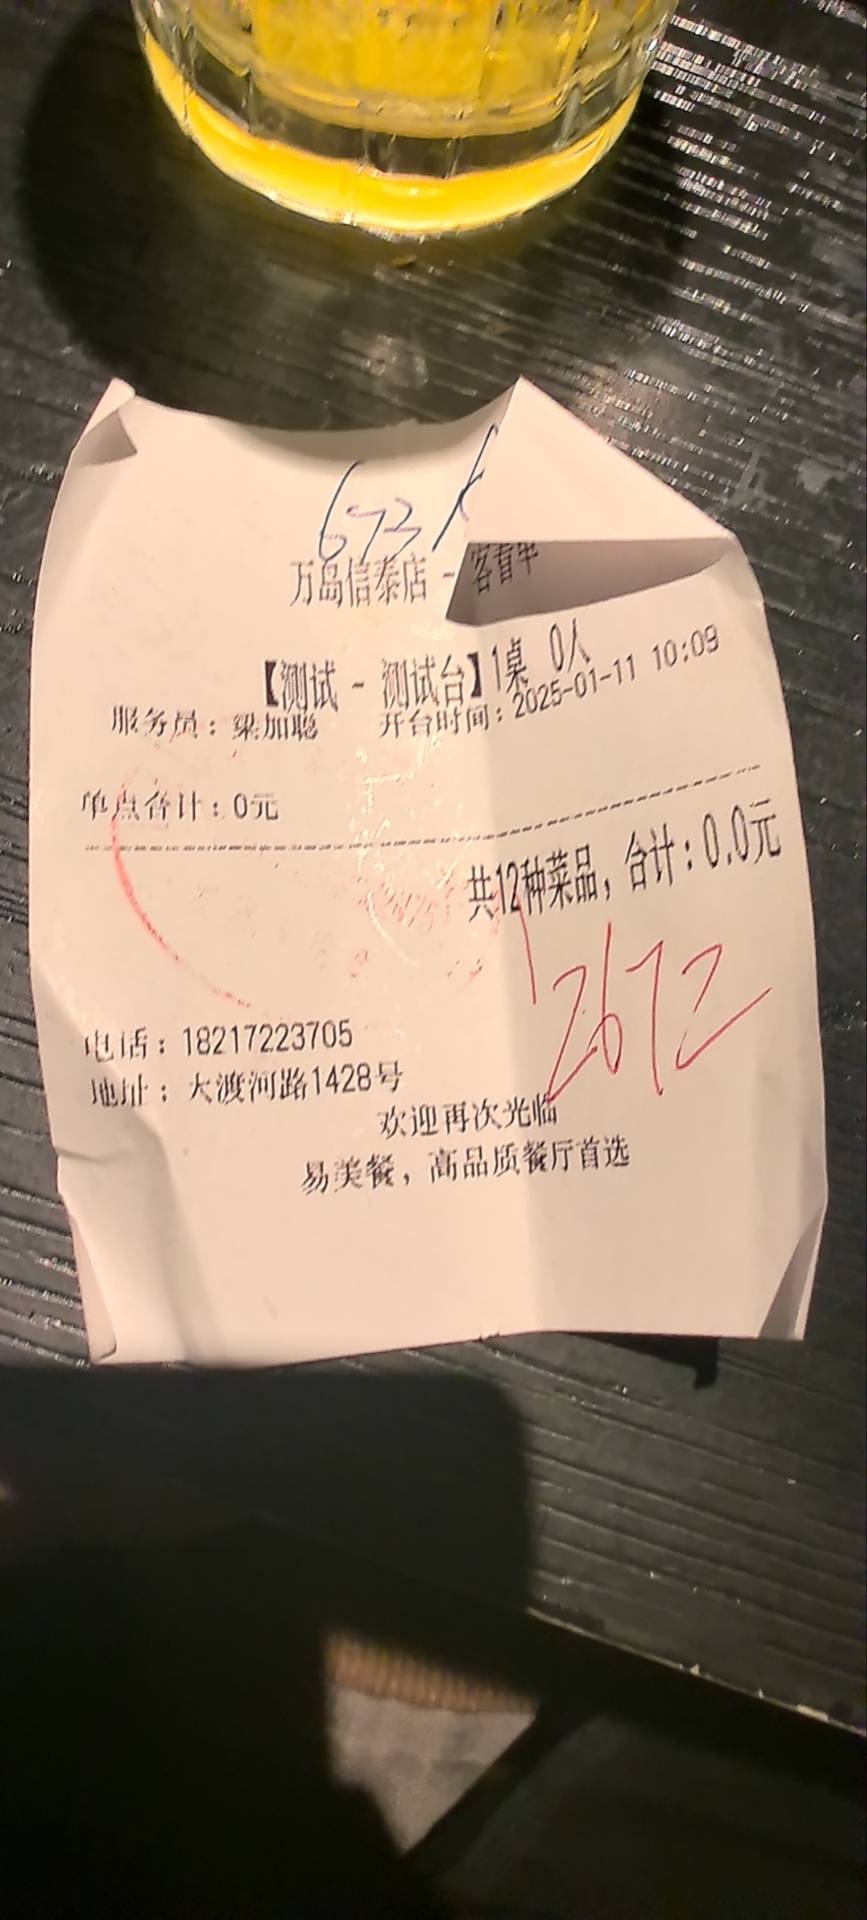 673
万岛信泰店 - 客看单
【测试 - 测试台】1桌 0人
服务员：梁加聪 开台时间：2025-01-11 10:09
单点合计：0元
共12种菜品，合计：0.0元
2672
电话：18217223705
地址：大渡河路1428号
欢迎再次光临
易美餐，高品质餐厅首选